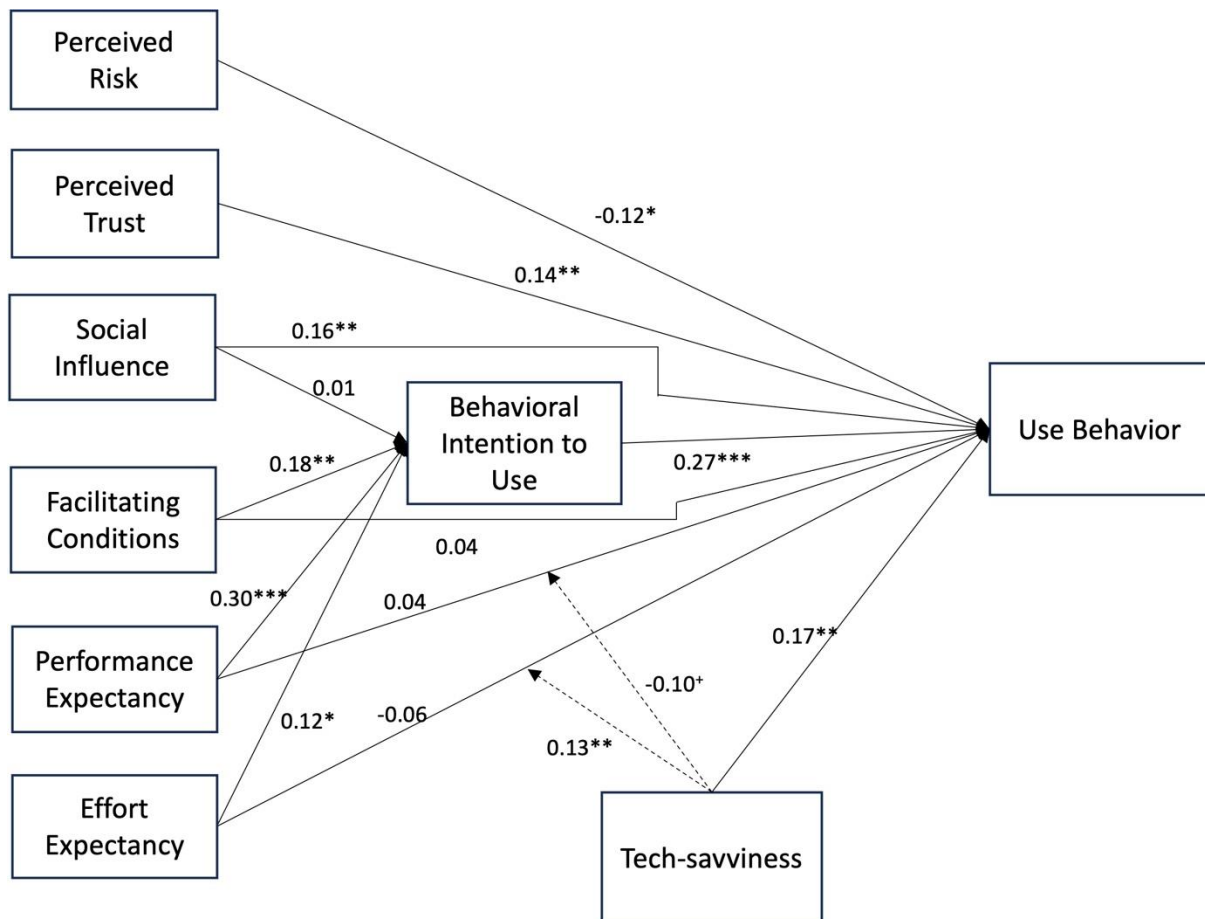 Perceived
Risk
Perceived
Trust
-0.12*
0.14**
Social
Influence
0.16**
0.01
Behavioral
Intention to
Use
Use Behavior
0.18**
0.27***
Facilitating
Conditions
0.04
0.30***
0.04
Performance
Expectancy
0.17**
-0.10⁺
0.12*
-0.06
0.13**
Effort
Expectancy
Tech-savviness